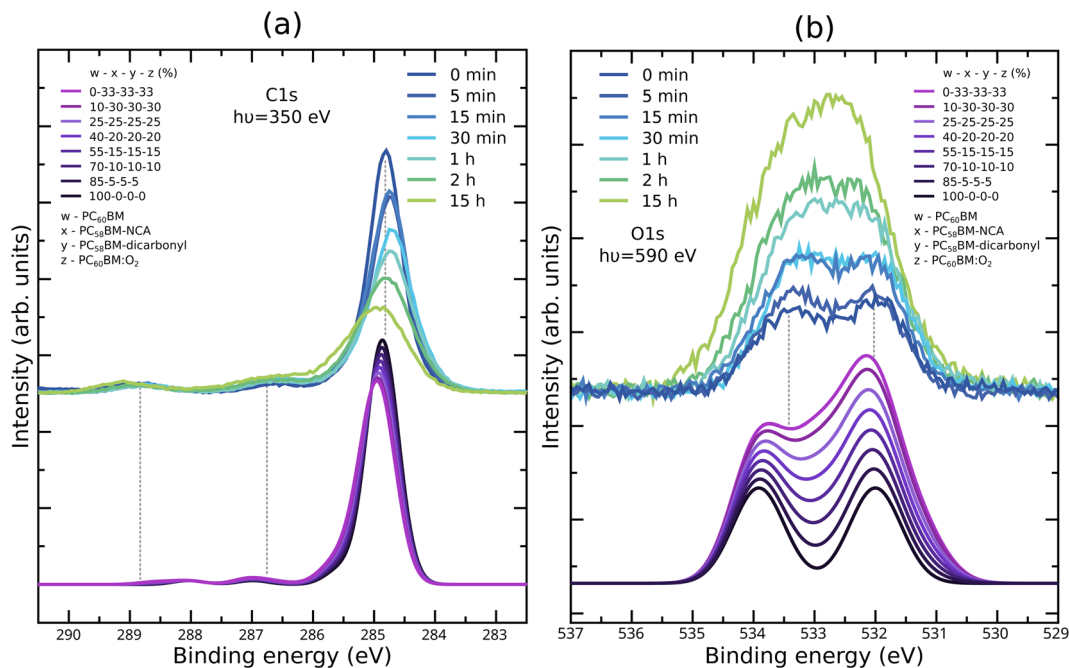 (a)
w - x - y - z (%)
0-33-33-33
10-30-30-30
25-25-25-25
40-20-20-20
55-15-15-15
70-10-10-10
85-5-5-5
100-0-0-0
w - PC₆₀BM
x - PC₅₈BM-NCA
y - PC₅₈BM-dicarbonyl
z - PC₆₀BM:O₂
C1s
hυ=350 eV
0 min
5 min
15 min
30 min
1 h
2 h
15 h
Intensity (arb. units)
290 289 288 287 286 285 284 283
Binding energy (eV)
(b)
0 min
5 min
15 min
30 min
1 h
2 h
15 h
O1s
hυ=590 eV
w - x - y - z (%)
0-33-33-33
10-30-30-30
25-25-25-25
40-20-20-20
55-15-15-15
70-10-10-10
85-5-5-5
100-0-0-0
w - PC₆₀BM
x - PC₅₈BM-NCA
y - PC₅₈BM-dicarbonyl
z - PC₆₀BM:O₂
Intensity (arb. units)
537 536 535 534 533 532 531 530 529
Binding energy (eV)